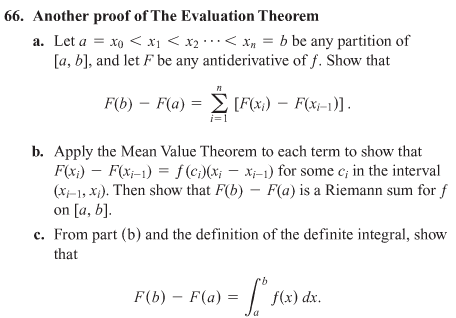 66. Another proof of The Evaluation Theorem
a. Let a = x₀ < x₁ < x₂ ··· < xₙ = b be any partition of
[a, b], and let F be any antiderivative of f. Show that
F(b) − F(a) = ∑ᵢ₌₁ⁿ [F(xᵢ) − F(xᵢ₋₁)].
b. Apply the Mean Value Theorem to each term to show that
F(xᵢ) − F(xᵢ₋₁) = f(cᵢ)(xᵢ − xᵢ₋₁) for some cᵢ in the interval
(xᵢ₋₁, xᵢ). Then show that F(b) − F(a) is a Riemann sum for f
on [a, b].
c. From part (b) and the definition of the definite integral, show
that
F(b) − F(a) = ∫ₐᵇ f(x) dx.